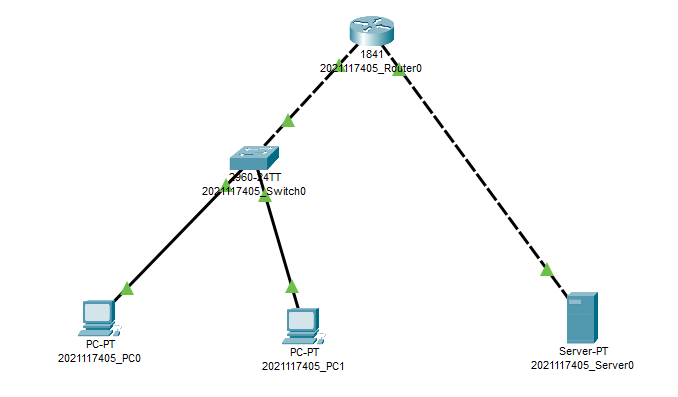 1841
2021117405_Router0
2960-24TT
2021117405_Switch0
PC-PT
2021117405_PC0
PC-PT
2021117405_PC1
Server-PT
2021117405_Server0